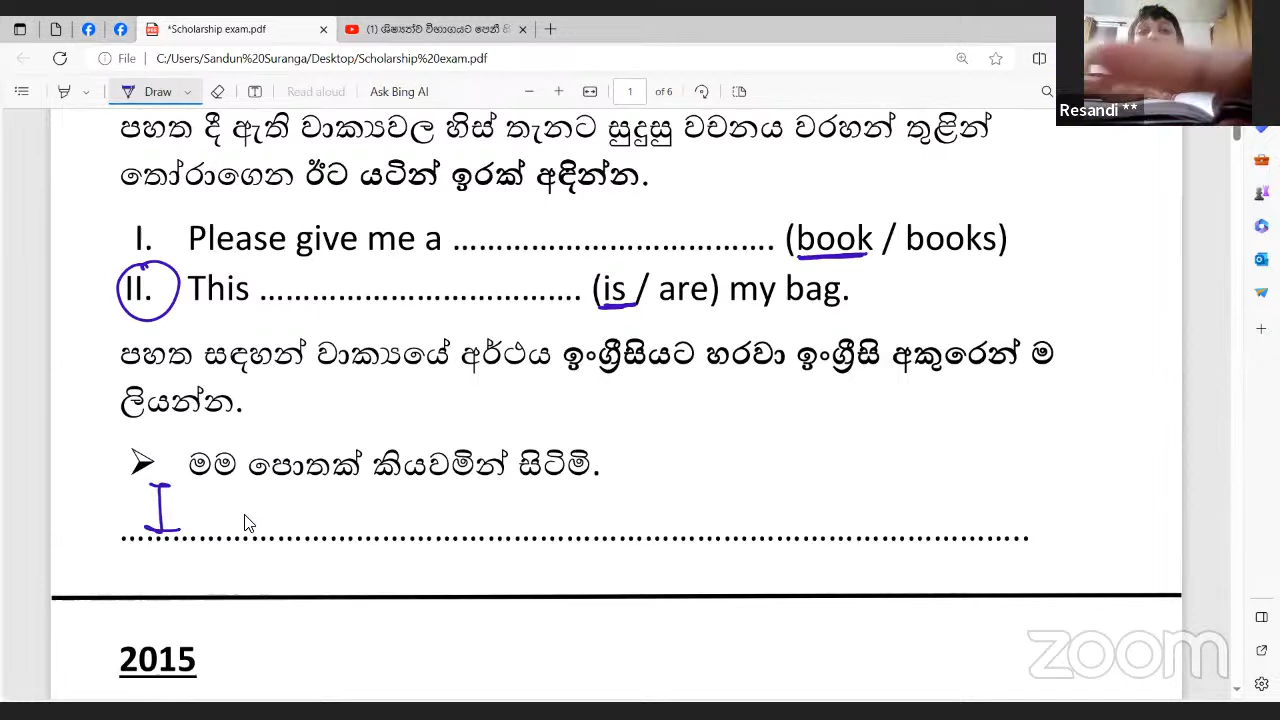 *Scholarship exam.pdf
(1) ශිෂ්‍යත්ව විභාගයට පෙනී සි
File C:/Users/Sandun%20Suranga/Desktop/Scholarship%20exam.pdf
Draw Read aloud Ask Bing AI 1 of 6
Resandi **
පහත දී ඇති වාක්‍යවල හිස් තැනට සුදුසු වචනය වරහන් තුළින්
තෝරාගෙන ඊට යටින් ඉරක් අඳින්න.
I. Please give me a ………………………………. (book / books)
II. This ………………………………. (is / are) my bag.
පහත සඳහන් වාක්‍යයේ අර්ථය ඉංග්‍රීසියට හරවා ඉංග්‍රීසි අකුරෙන් ම
ලියන්න.
➢ මම පොතක් කියවමින් සිටිමි.
I
…………………………………………………………………………………………..
2015
zoom